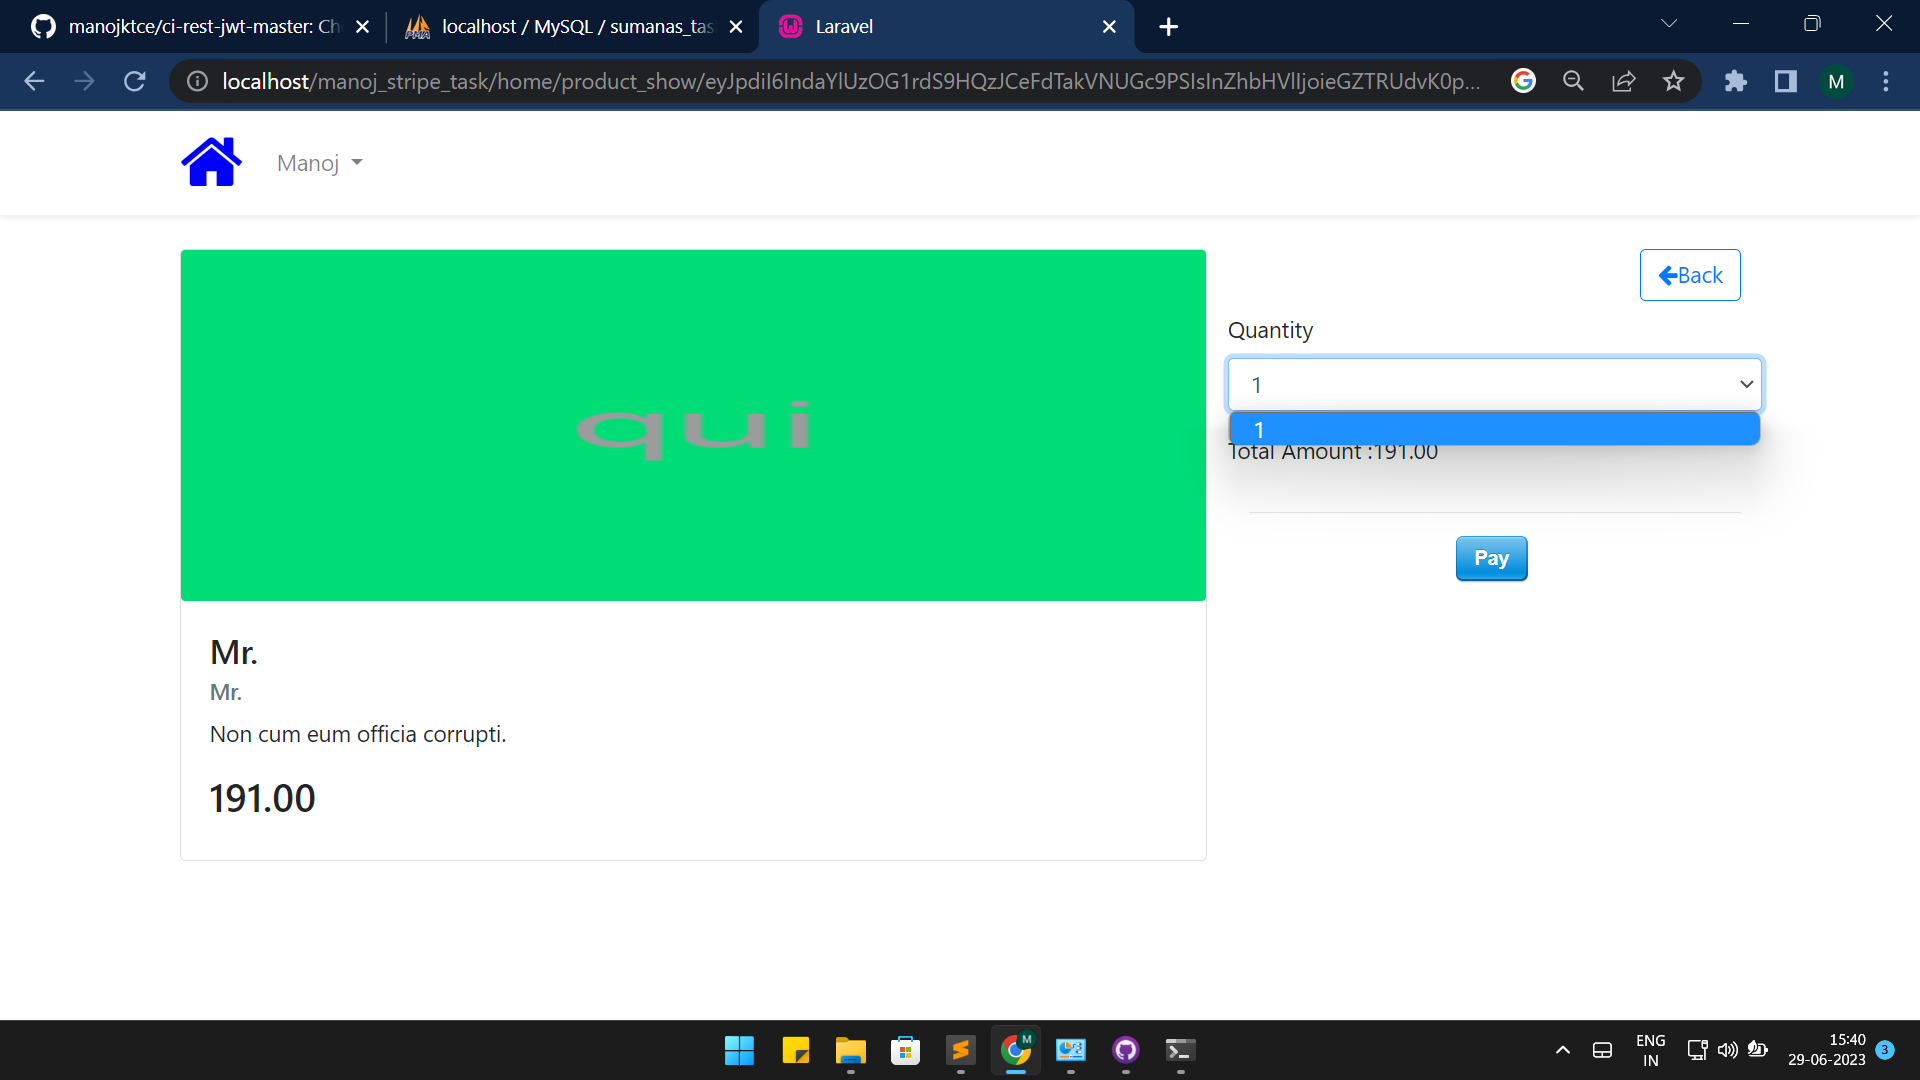 manojktce/ci-rest-jwt-master: Ch
localhost / MySQL / sumanas_tas
Laravel
localhost/manoj_stripe_task/home/product_show/eyJpdiI6IndaYlUzOG1rdS9HQzJCeFdTakVNUGc9PSIsInZhbHVlIjoieGZTRUdvK0p...
M
Manoj
qui
Back
Quantity
1
1
Total Amount :191.00
Pay
Mr.
Mr.
Non cum eum officia corrupti.
191.00
M
ENG
IN
15:40
29-06-2023
3